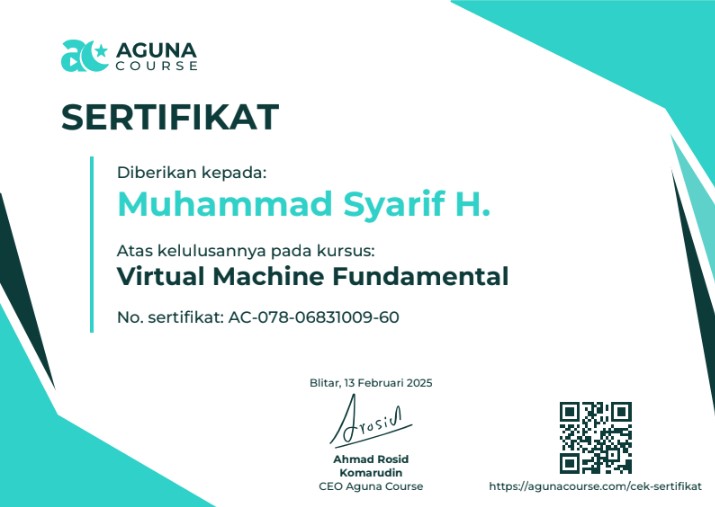 AGUNA
COURSE
SERTIFIKAT
Diberikan kepada:
Muhammad Syarif H.
Atas kelulusannya pada kursus:
Virtual Machine Fundamental
No. sertifikat: AC-078-06831009-60
Blitar, 13 Februari 2025
Arosid
Ahmad Rosid
Komarudin
CEO Aguna Course
https://agunacourse.com/cek-sertifikat